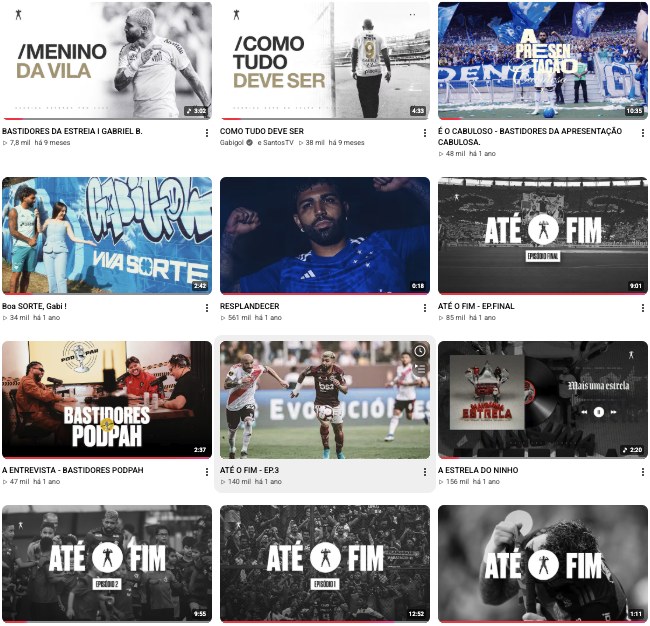 /MENINO
DA VILA
3:02
BASTIDORES DA ESTREIA I GABRIEL B.
7,8 mil há 9 meses
/COMO
TUDO
DEVE SER
4:33
COMO TUDO DEVE SER
Gabigol e SantosTV 38 mil há 9 meses
A
PRESEN
TAÇÃO
10:35
É O CABULOSO - BASTIDORES DA APRESENTAÇÃO
CABULOSA.
48 mil há 1 ano
VIVA SORTE
2:42
Boa SORTE, Gabi !
34 mil há 1 ano
0:18
RESPLANDECER
561 mil há 1 ano
ATÉ O FIM
EPISÓDIO FINAL
9:01
ATÉ O FIM - EP.FINAL
85 mil há 1 ano
PODPAH
BASTIDORES
PODPAH
2:37
A ENTREVISTA - BASTIDORES PODPAH
47 mil há 1 ano
ATÉ O FIM - EP.3
140 mil há 1 ano
ESTRELA
Mais uma estrela
2:20
A ESTRELA DO NINHO
156 mil há 1 ano
ATÉ O FIM
EPISÓDIO 2
9:55
ATÉ O FIM
EPISÓDIO 1
12:52
ATÉ O FIM
1:11